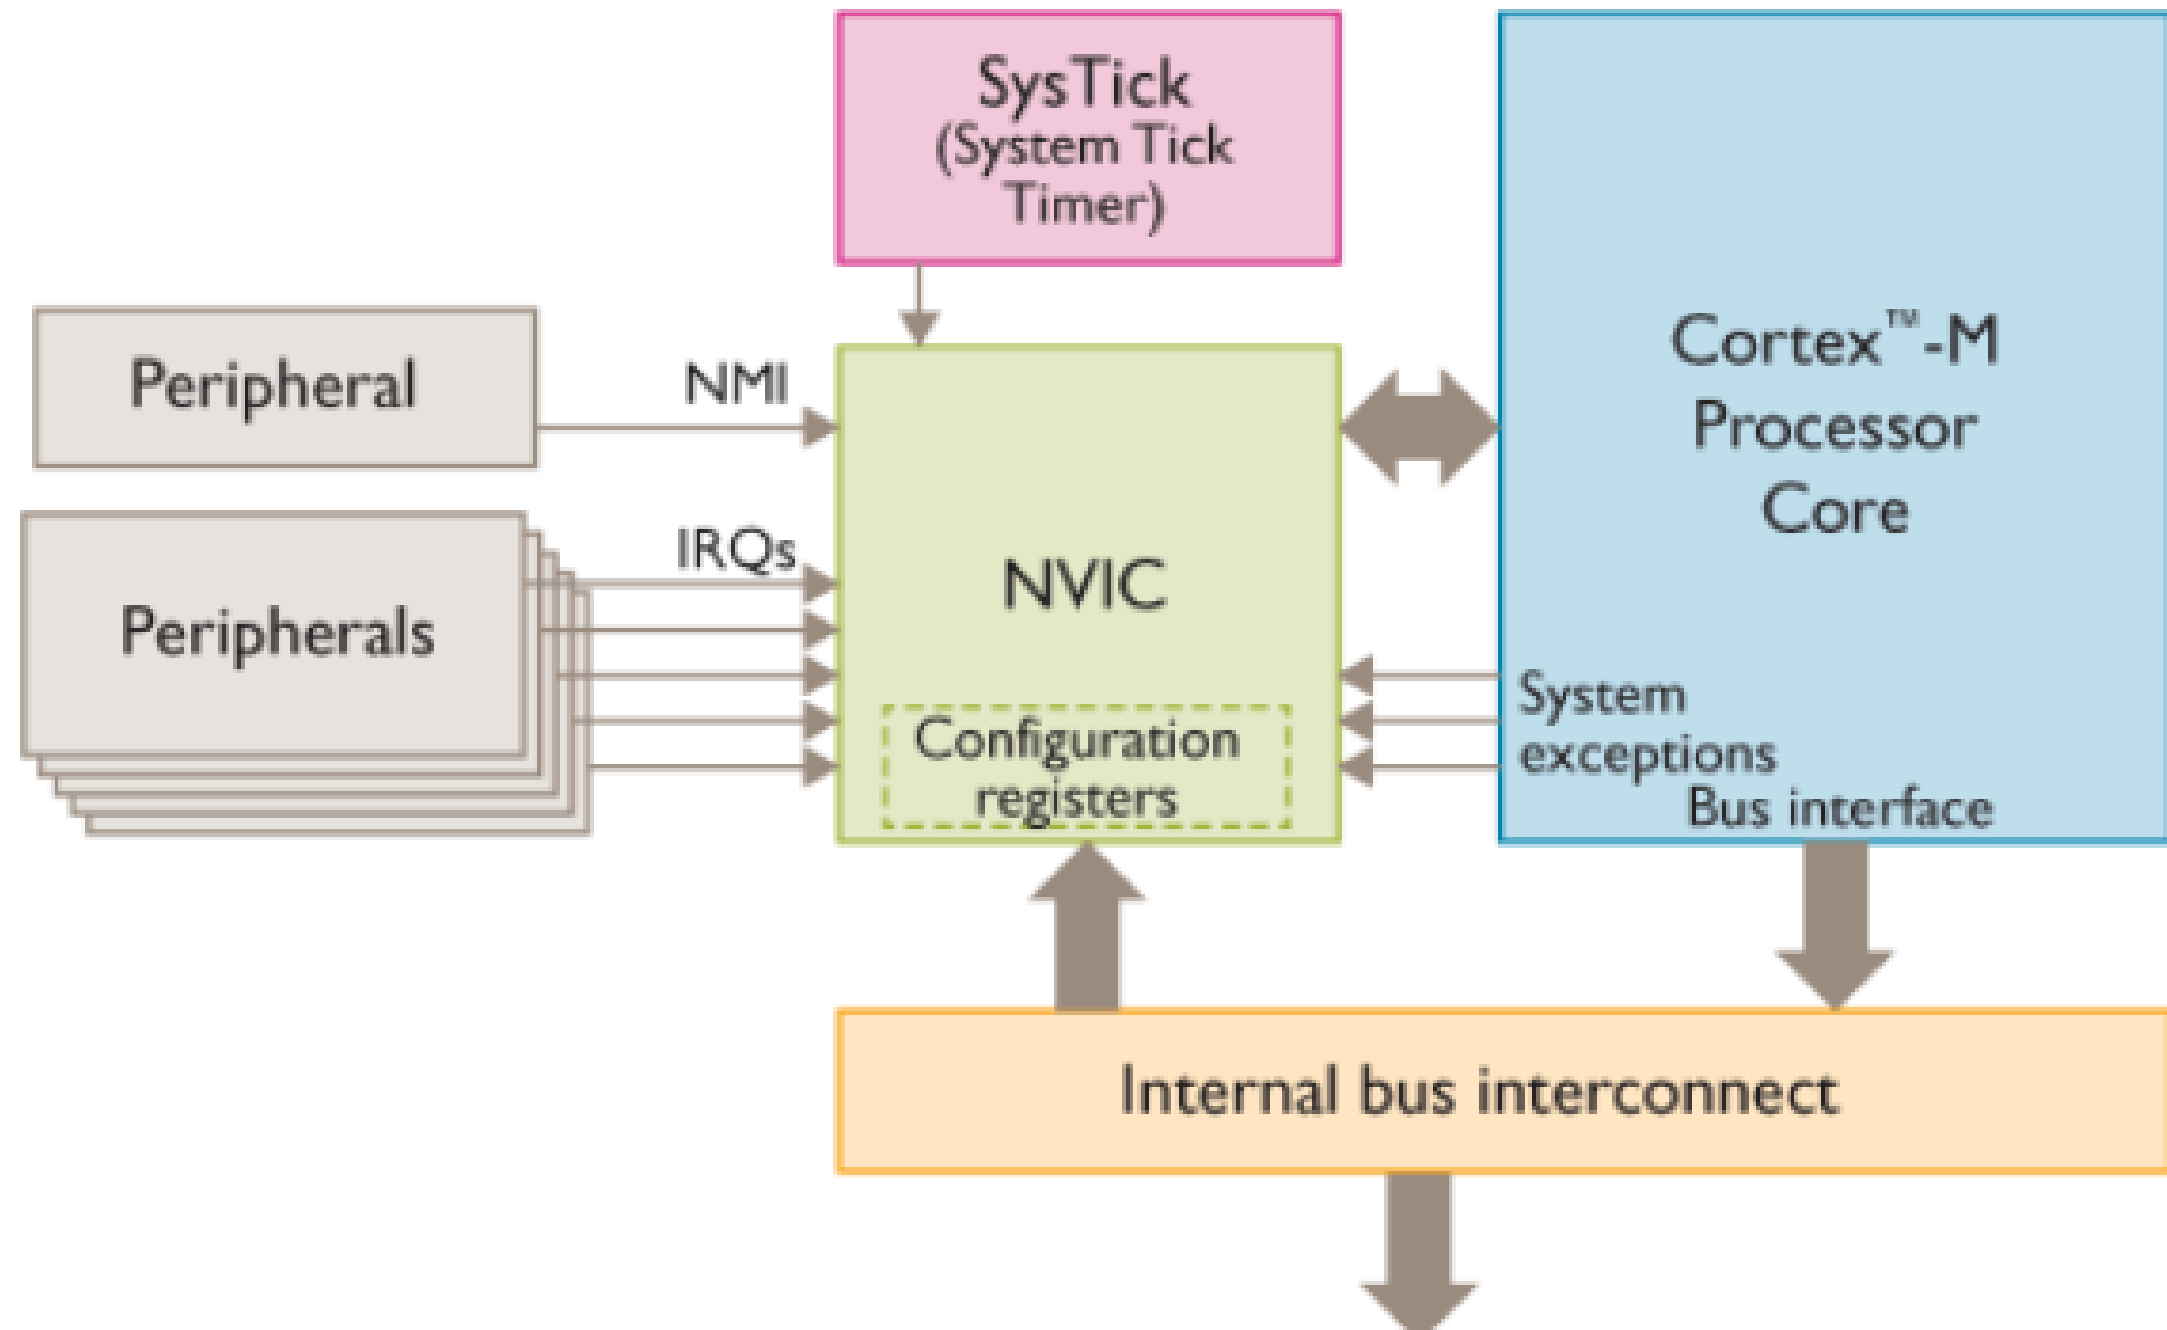 SysTick
(System Tick
Timer)
Peripheral
NMI
Cortex™-M
Processor
Core
Peripherals
IRQs
NVIC
Configuration
registers
System
exceptions
Bus interface
Internal bus interconnect